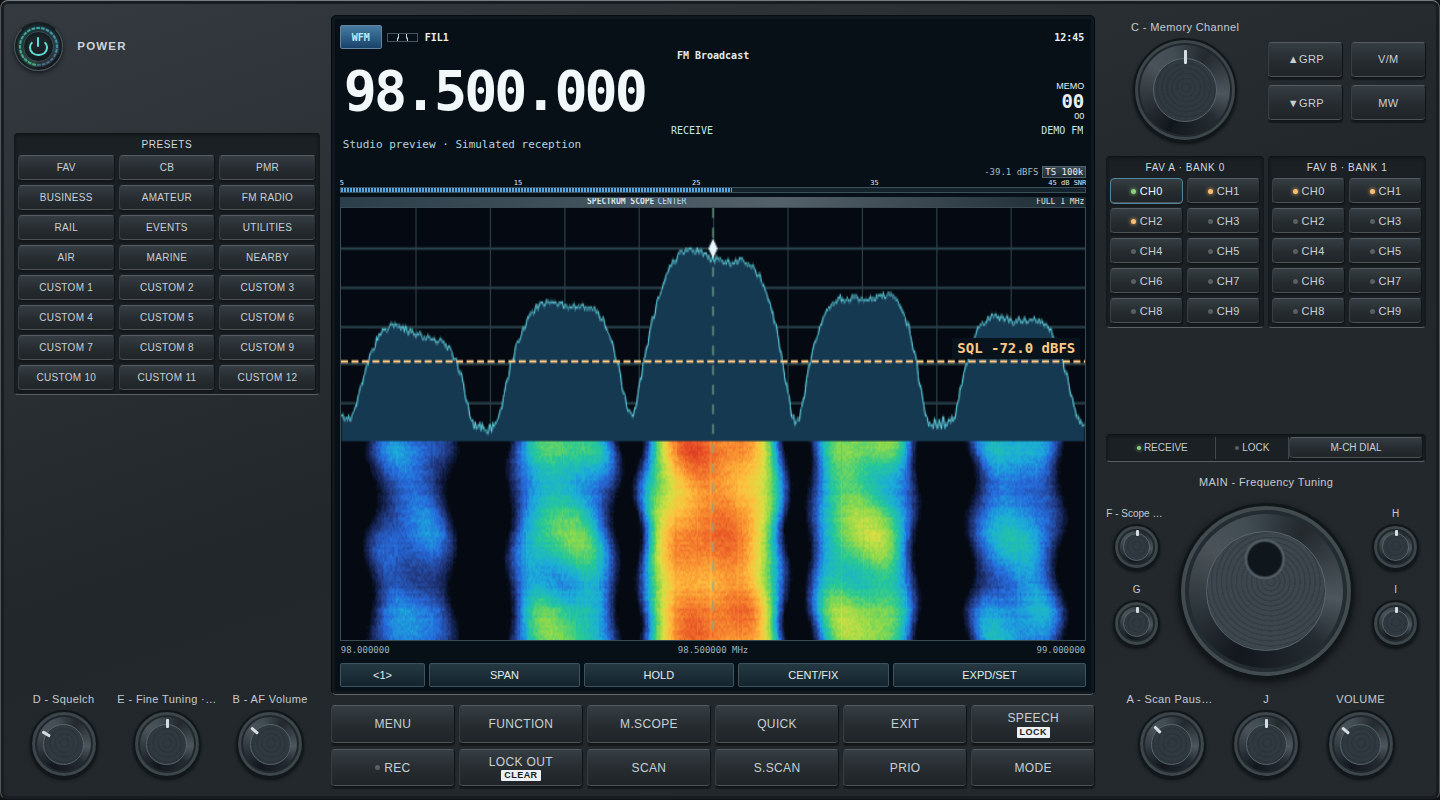 POWER
PRESETS
FAV CB PMR
BUSINESS AMATEUR FM RADIO
RAIL EVENTS UTILITIES
AIR MARINE NEARBY
CUSTOM 1 CUSTOM 2 CUSTOM 3
CUSTOM 4 CUSTOM 5 CUSTOM 6
CUSTOM 7 CUSTOM 8 CUSTOM 9
CUSTOM 10 CUSTOM 11 CUSTOM 12
D - Squelch E - Fine Tuning ·… B - AF Volume
WFM FIL1 12:45
FM Broadcast
98.500.000
MEMO
00
00
RECEIVE DEMO FM
Studio preview · Simulated reception
-39.1 dBFS TS 100k
5 15 25 35 45 dB SNR
SPECTRUM SCOPE CENTER FULL 1 MHz
SQL -72.0 dBFS
98.000000 98.500000 MHz 99.000000
<1> SPAN HOLD CENT/FIX EXPD/SET
MENU FUNCTION M.SCOPE QUICK EXIT SPEECH
LOCK
REC LOCK OUT SCAN S.SCAN PRIO MODE
CLEAR
C - Memory Channel
▲GRP V/M
▼GRP MW
FAV A · BANK 0 FAV B · BANK 1
CH0 CH1 CH0 CH1
CH2 CH3 CH2 CH3
CH4 CH5 CH4 CH5
CH6 CH7 CH6 CH7
CH8 CH9 CH8 CH9
RECEIVE LOCK M-CH DIAL
MAIN - Frequency Tuning
F - Scope … H
G I
A - Scan Paus… J VOLUME